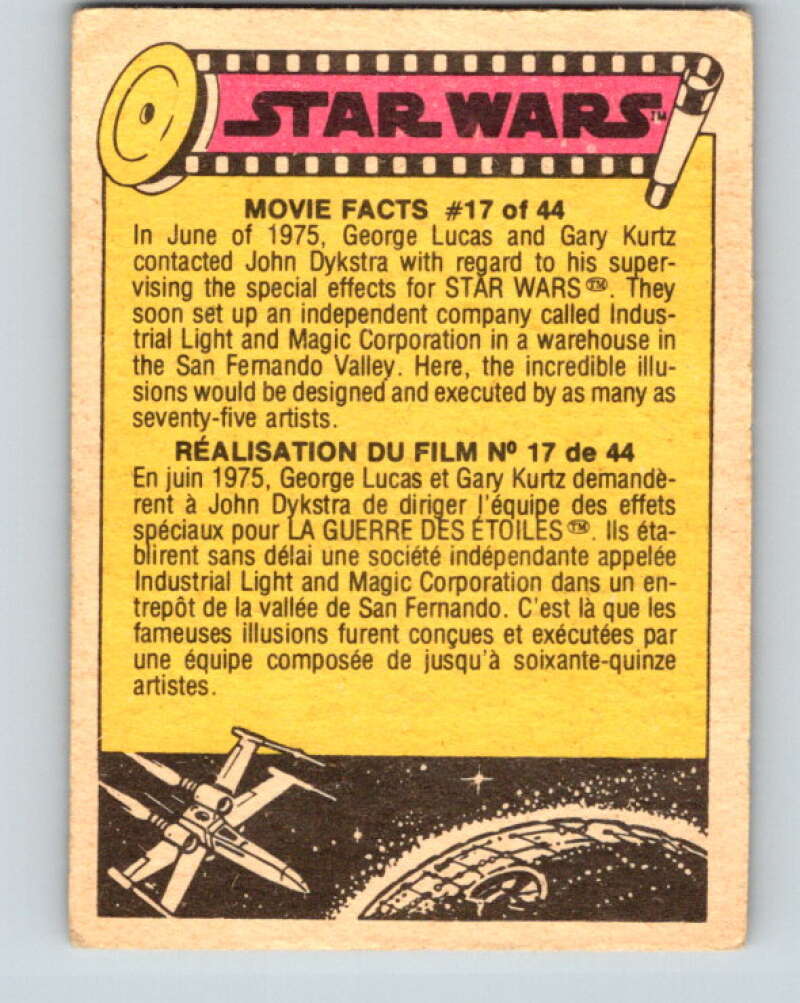 STAR WARS™
MOVIE FACTS #17 of 44
In June of 1975, George Lucas and Gary Kurtz
contacted John Dykstra with regard to his super-
vising the special effects for STAR WARS™. They
soon set up an independent company called Indus-
trial Light and Magic Corporation in a warehouse in
the San Fernando Valley. Here, the incredible illu-
sions would be designed and executed by as many as
seventy-five artists.
RÉALISATION DU FILM Nº 17 de 44
En juin 1975, George Lucas et Gary Kurtz demandè-
rent à John Dykstra de diriger l'équipe des effets
spéciaux pour LA GUERRE DES ÉTOILES™. Ils éta-
blirent sans délai une société indépendante appelée
Industrial Light and Magic Corporation dans un en-
trepôt de la vallée de San Fernando. C'est là que les
fameuses illusions furent conçues et exécutées par
une équipe composée de jusqu'à soixante-quinze
artistes.